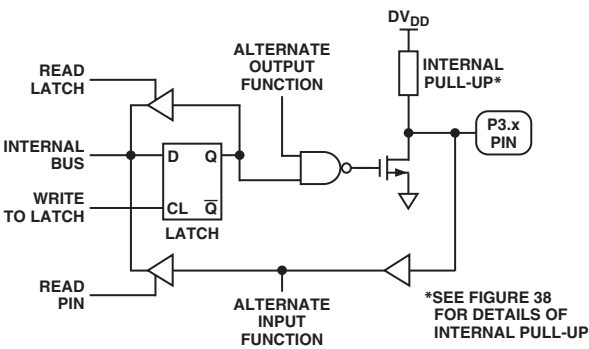 DVDD
ALTERNATE
OUTPUT
FUNCTION
INTERNAL
PULL-UP*
READ
LATCH
P3.x
PIN
INTERNAL
BUS
D Q
WRITE
TO LATCH
CL Q̅
LATCH
READ
PIN
ALTERNATE
INPUT
FUNCTION
*SEE FIGURE 38
FOR DETAILS OF
INTERNAL PULL-UP